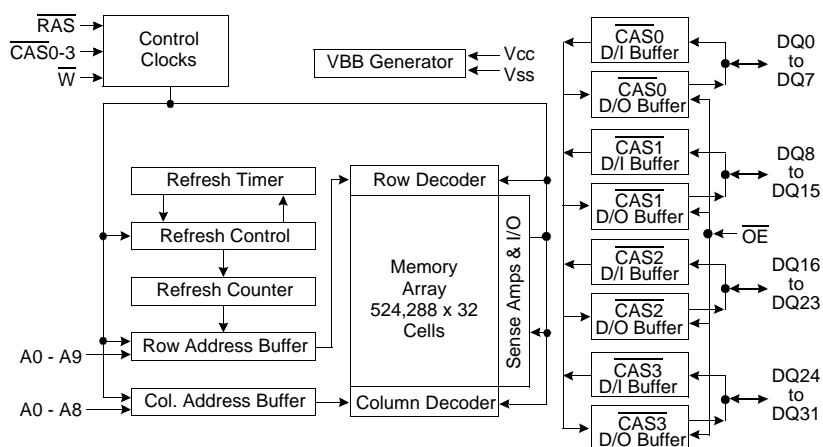 RAS
CAS0-3
W
Control
Clocks
VBB Generator
Vcc
Vss
Refresh Timer
Refresh Control
Refresh Counter
Row Address Buffer
Col. Address Buffer
A0 - A9
A0 - A8
Row Decoder
Memory
Array
524,288 x 32
Cells
Sense Amps & I/O
Column Decoder
CAS0
D/I Buffer
CAS0
D/O Buffer
CAS1
D/I Buffer
CAS1
D/O Buffer
CAS2
D/I Buffer
CAS2
D/O Buffer
CAS3
D/I Buffer
CAS3
D/O Buffer
DQ0
to
DQ7
DQ8
to
DQ15
OE
DQ16
to
DQ23
DQ24
to
DQ31